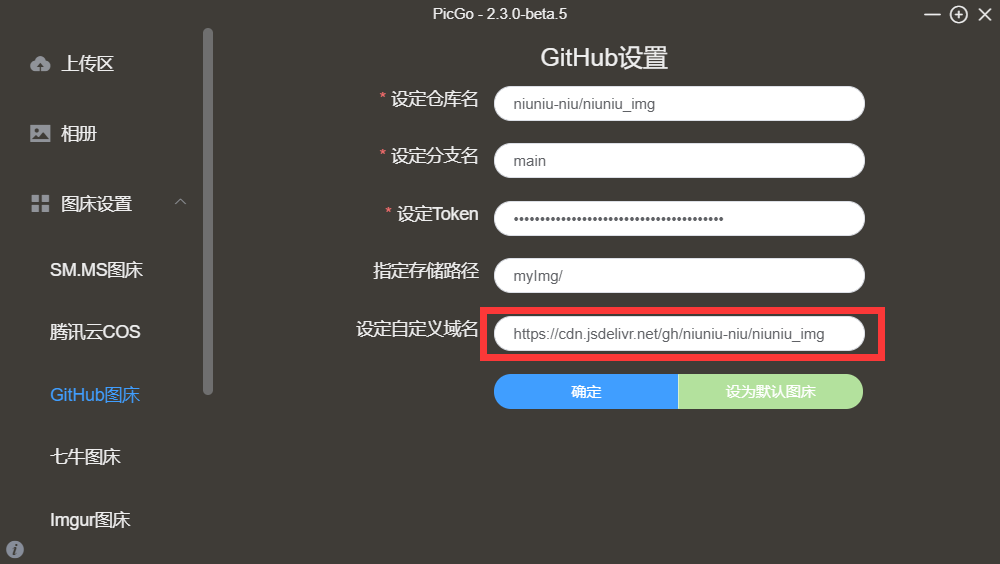 PicGo - 2.3.0-beta.5
上传区
相册
图床设置
SM.MS图床
腾讯云COS
GitHub图床
七牛图床
Imgur图床
GitHub设置
* 设定仓库名
niuniu-niu/niuniu_img
* 设定分支名
main
* 设定Token
指定存储路径
myImg/
设定自定义域名
https://cdn.jsdelivr.net/gh/niuniu-niu/niuniu_img
确定
设为默认图床